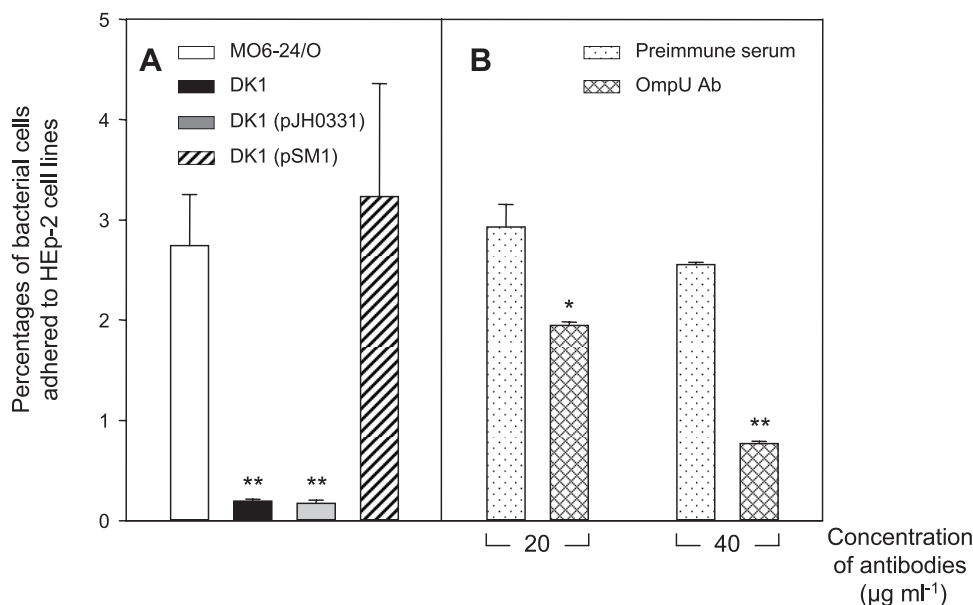 Percentages of bacterial cells
adhered to HEp-2 cell lines
5
4
3
2
1
0
A
MO6-24/O
DK1
DK1 (pJH0331)
DK1 (pSM1)
**
**
B
Preimmune serum
OmpU Ab
*
**
20
40
Concentration
of antibodies
(µg ml⁻¹)